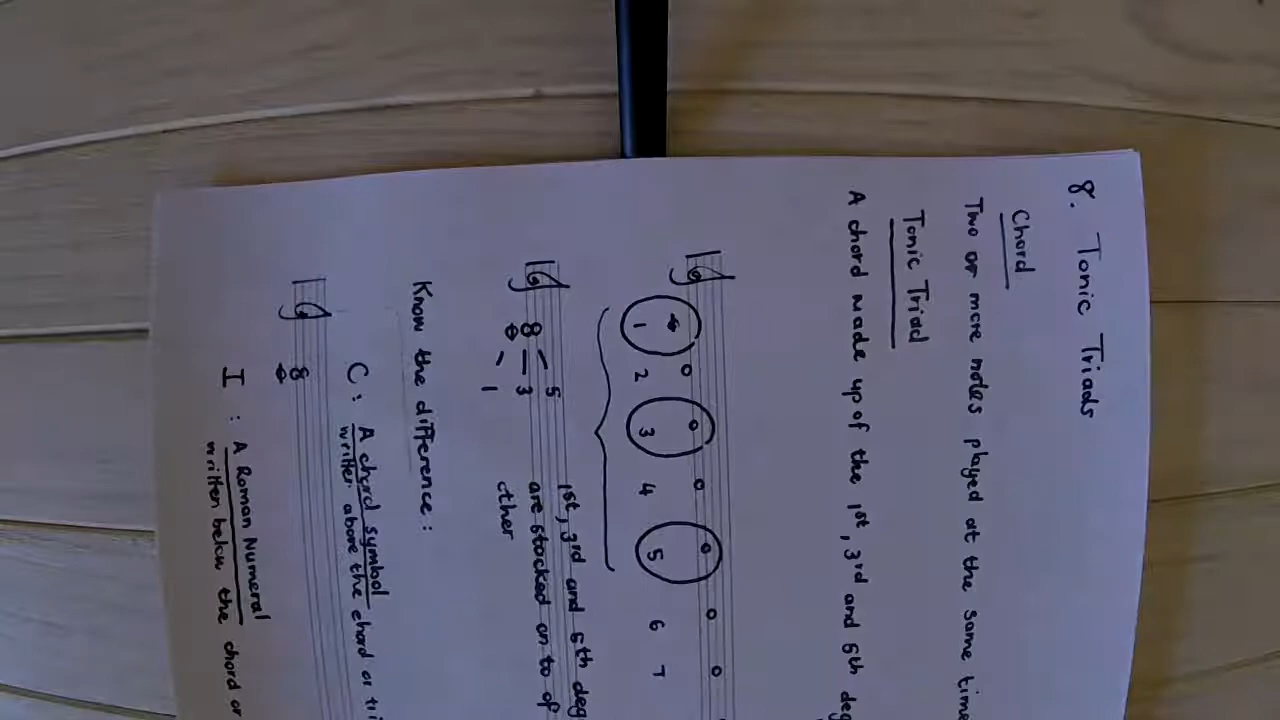 8. Tonic Triads
Chord
Two or more notes played at the same time
Tonic Triad
A chord made up of the 1st, 3rd and 5th deg
1 2 3 4 5 6 7
5
3
1
1st, 3rd and 5th deg
are stacked on to of
other
Know the difference:
C: A chord symbol
written above the chord or tri
I : A Roman Numeral
written below the chord or